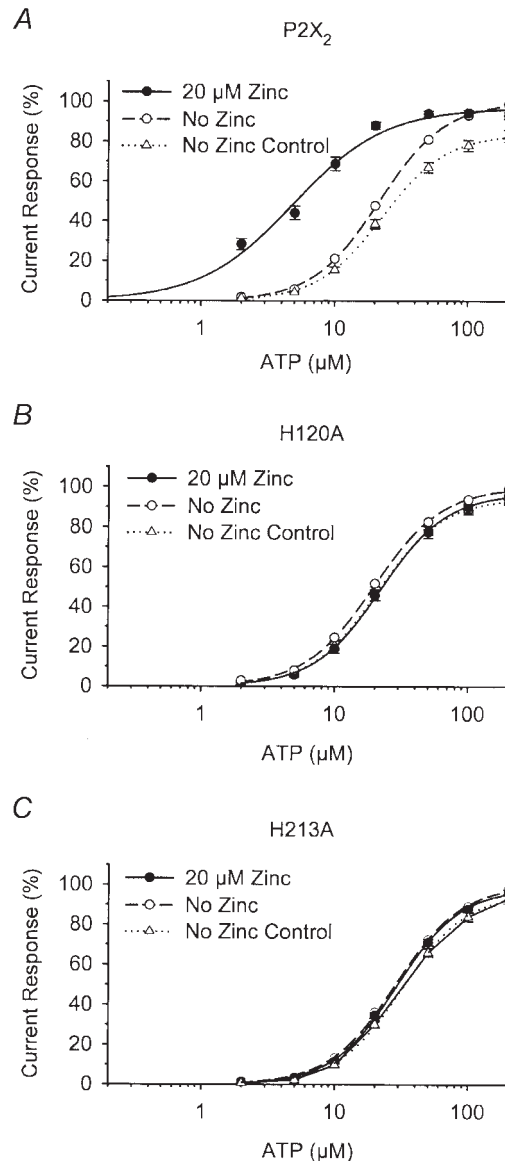 A
P2X2
20 µM Zinc
No Zinc
No Zinc Control
Current Response (%)
100
80
60
40
20
0
1
10
100
ATP (µM)
B
H120A
20 µM Zinc
No Zinc
No Zinc Control
Current Response (%)
100
80
60
40
20
0
1
10
100
ATP (µM)
C
H213A
20 µM Zinc
No Zinc
No Zinc Control
Current Response (%)
100
80
60
40
20
0
1
10
100
ATP (µM)